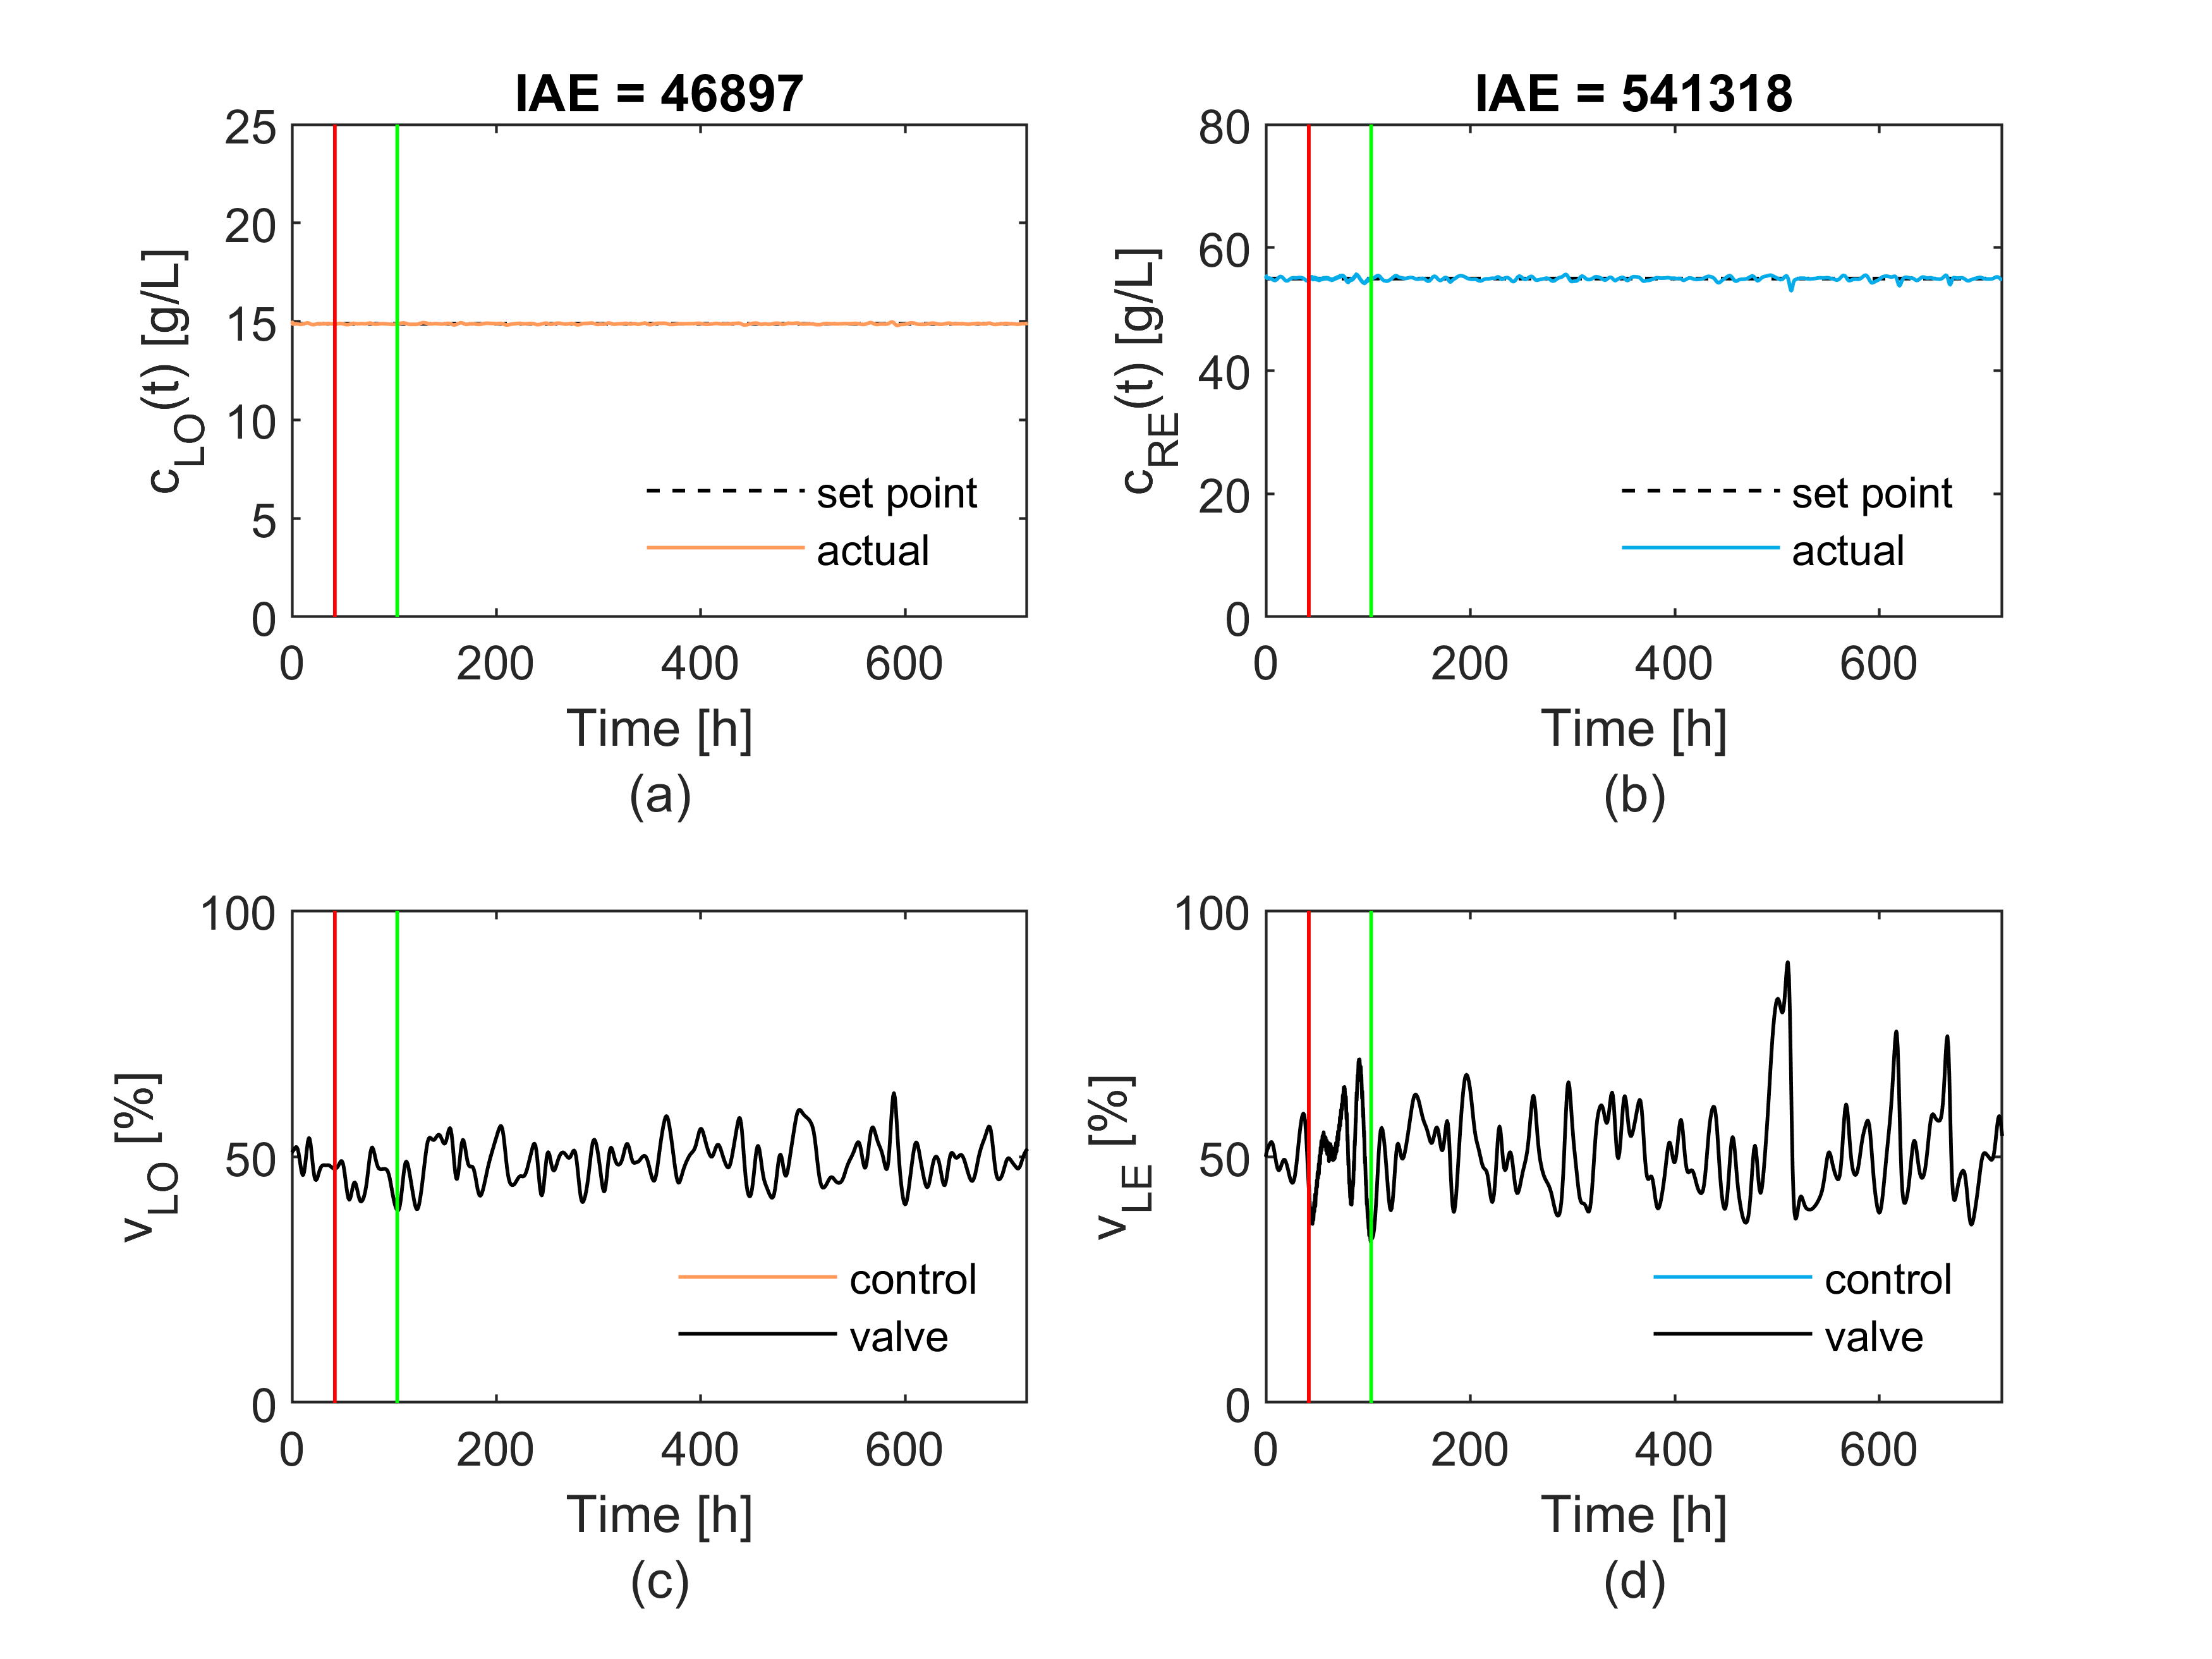 IAE = 46897
25
20
15
10
5
0
c_LO(t) [g/L]
set point
actual
0 200 400 600
Time [h]
(a)
IAE = 541318
80
60
40
20
0
c_RE(t) [g/L]
set point
actual
0 200 400 600
Time [h]
(b)
100
50
0
v_LO [%]
control
valve
0 200 400 600
Time [h]
(c)
100
50
0
v_LE [%]
control
valve
0 200 400 600
Time [h]
(d)